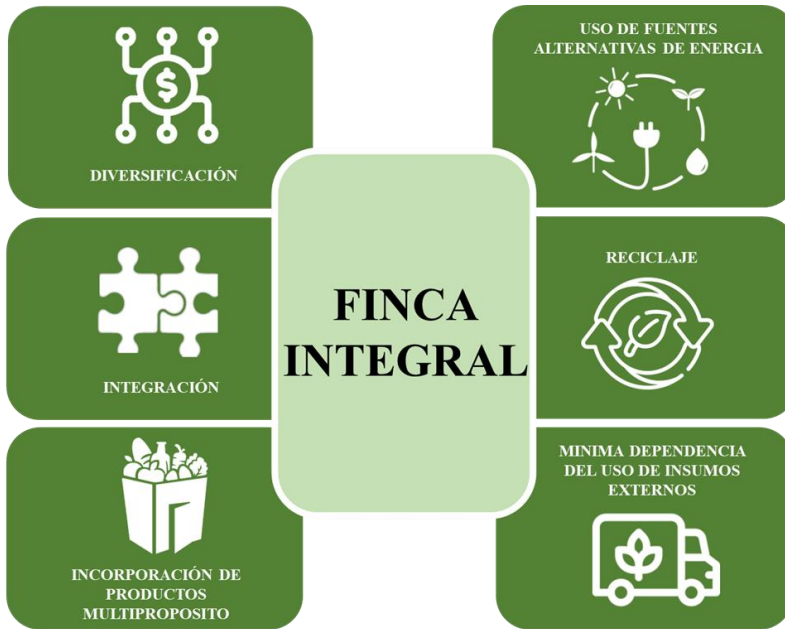 DIVERSIFICACIÓN
INTEGRACIÓN
INCORPORACIÓN DE
PRODUCTOS
MULTIPROPOSITO
FINCA
INTEGRAL
USO DE FUENTES
ALTERNATIVAS DE ENERGIA
RECICLAJE
MINIMA DEPENDENCIA
DEL USO DE INSUMOS
EXTERNOS